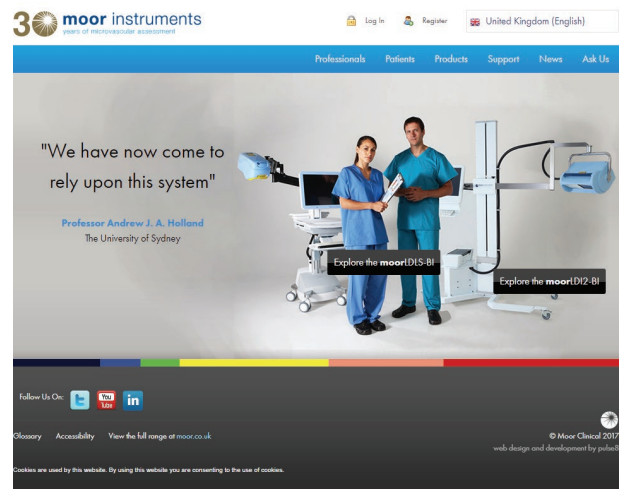 30 moor instruments
years of microvascular assessment
Log In
Register
United Kingdom (English)
Professionals Patients Products Support News Ask Us
"We have now come to
rely upon this system"
Professor Andrew J. A. Holland
The University of Sydney
Explore the moorLDLS-BI
Explore the moorLDI2-BI
Follow Us On:
You
Tube
in
Glossary Accessibility View the full range at moor.co.uk
© Moor Clinical 2017
web design and development by pulse8
Cookies are used by this website. By using this website you are consenting to the use of cookies.